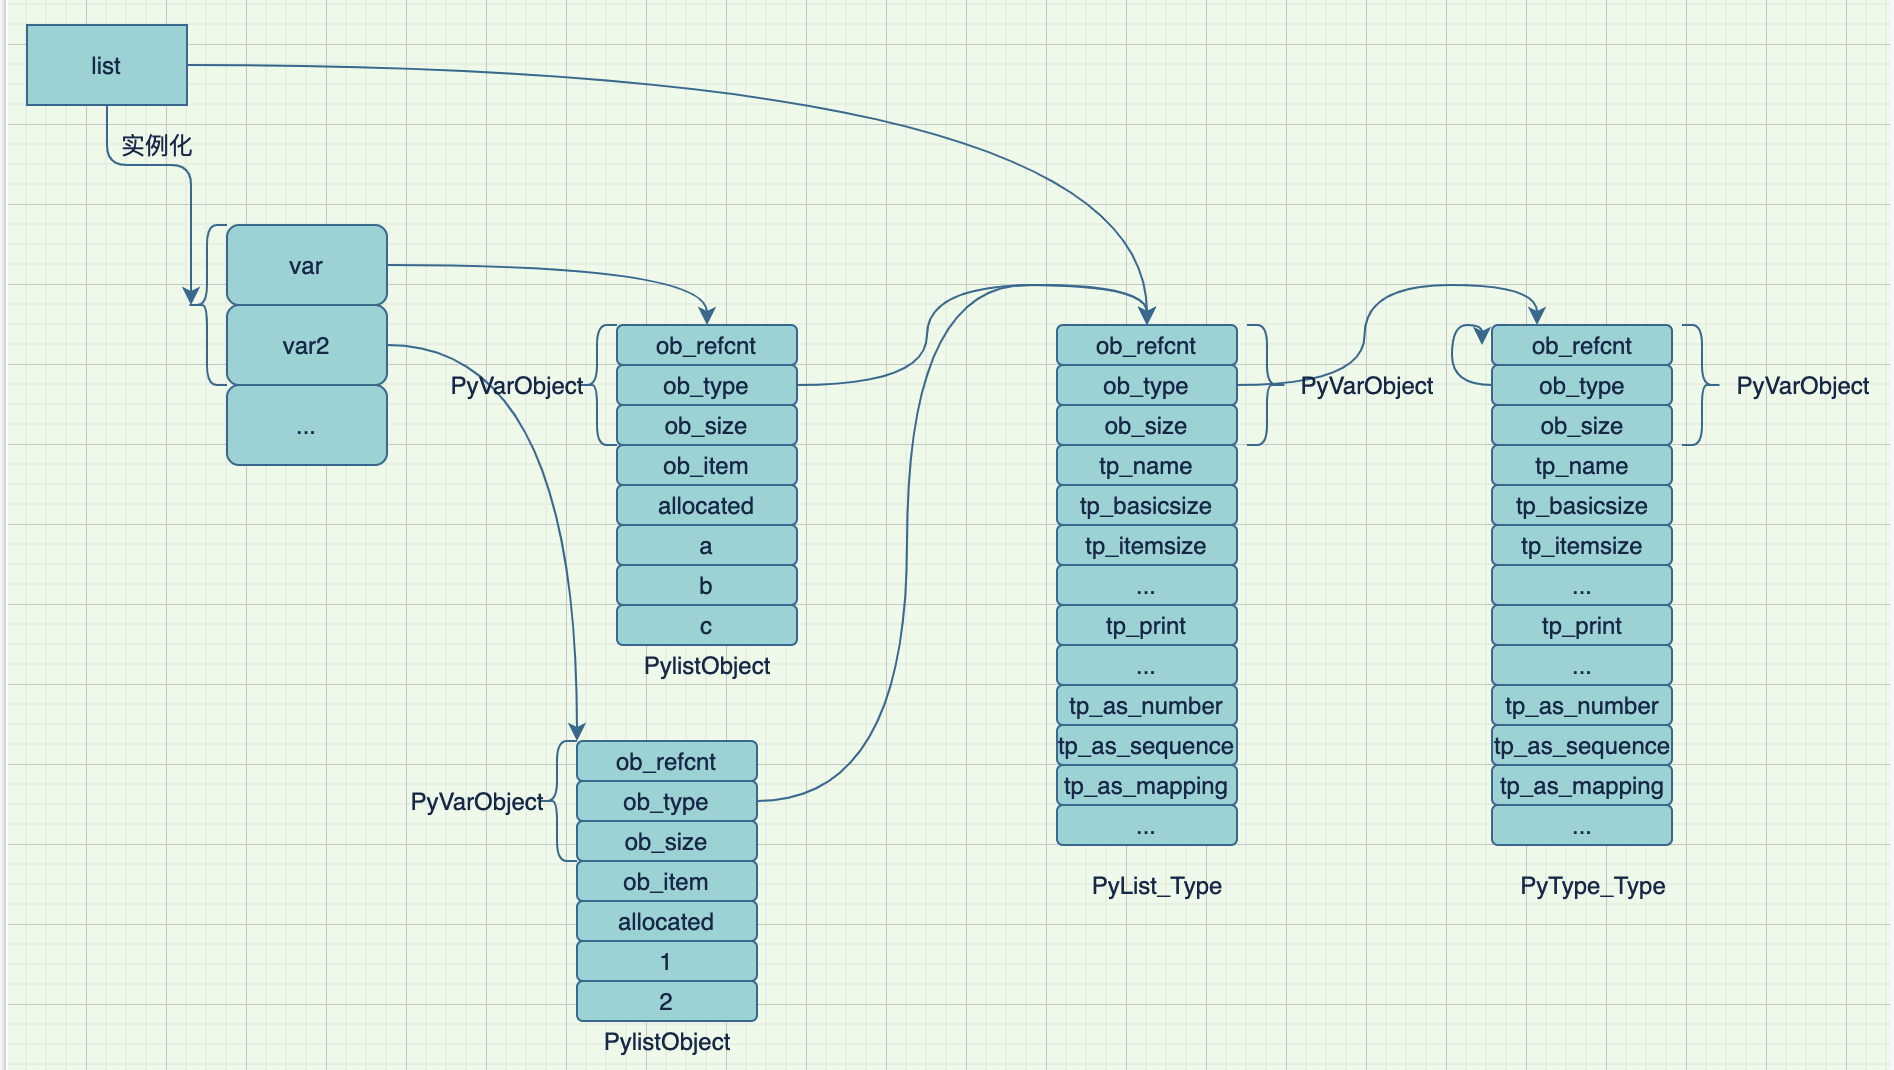 list
实例化
var
var2
...
PyVarObject
ob_refcnt
ob_type
ob_size
ob_item
allocated
a
b
c
PylistObject
PyVarObject
ob_refcnt
ob_type
ob_size
ob_item
allocated
1
2
PylistObject
ob_refcnt
ob_type
ob_size
tp_name
tp_basicsize
tp_itemsize
...
tp_print
...
tp_as_number
tp_as_sequence
tp_as_mapping
...
PyList_Type
PyVarObject
ob_refcnt
ob_type
ob_size
tp_name
tp_basicsize
tp_itemsize
...
tp_print
...
tp_as_number
tp_as_sequence
tp_as_mapping
...
PyType_Type
PyVarObject